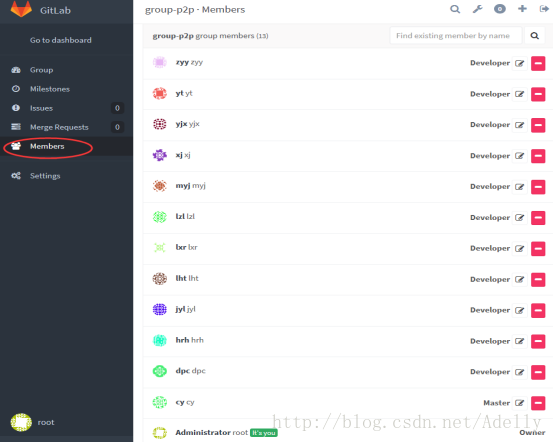 GitLab
group-p2p · Members
0
Go to dashboard
group-p2p group members (13)
Find existing member by name
Group
Milestones
Issues 0
Merge Requests 0
Members
Settings
zyy zyy Developer
yt yt Developer
yjx yjx Developer
xj xj Developer
myj myj Developer
lzl lzl Developer
lxr lxr Developer
lht lht Developer
jyl jyl Developer
hrh hrh Developer
dpc dpc Developer
cy cy Master
Administrator root It's you Owner
root
http://blog.csdn.net/Adelly